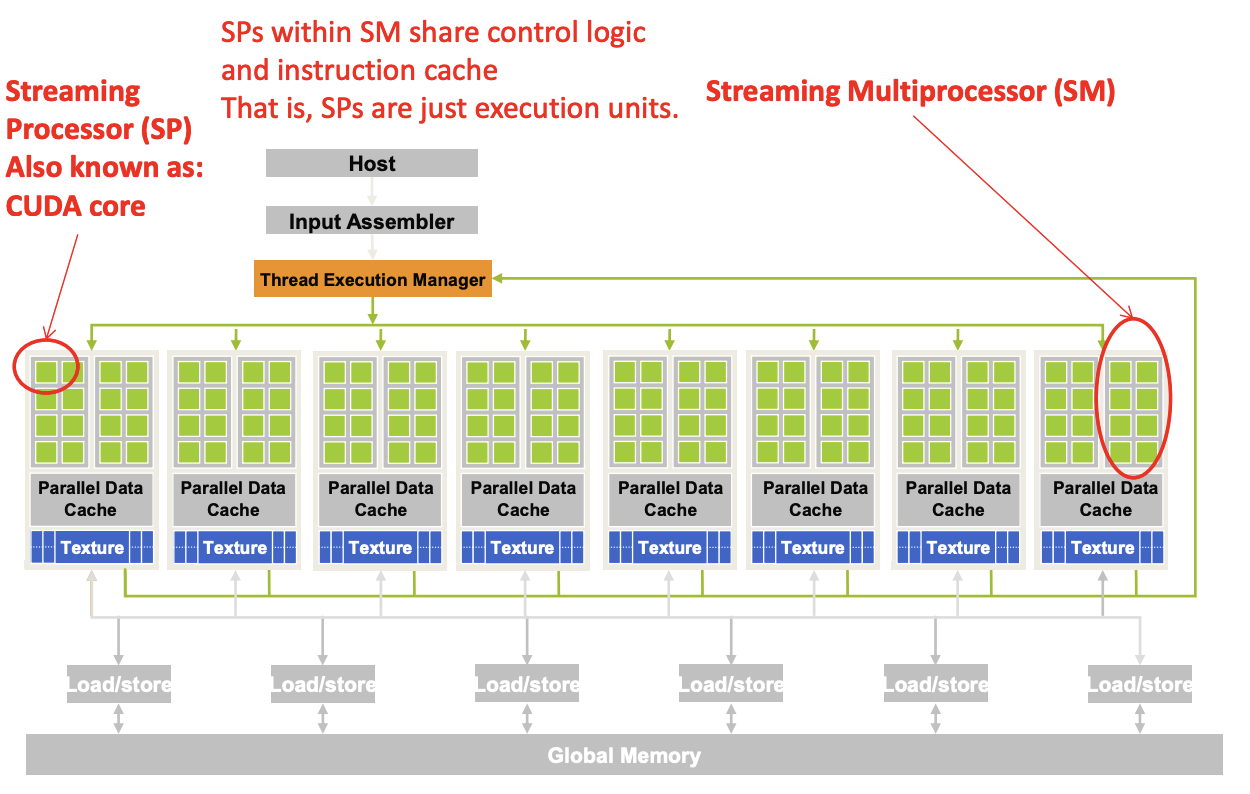 SPs within SM share control logic
and instruction cache
That is, SPs are just execution units.
Streaming
Processor (SP)
Also known as:
CUDA core
Streaming Multiprocessor (SM)
Host
Input Assembler
Thread Execution Manager
Parallel Data
Cache
Parallel Data
Cache
Parallel Data
Cache
Parallel Data
Cache
Parallel Data
Cache
Parallel Data
Cache
Parallel Data
Cache
Parallel Data
Cache
Texture
Texture
Texture
Texture
Texture
Texture
Texture
Texture
Load/store
Load/store
Load/store
Load/store
Load/store
Load/store
Global Memory